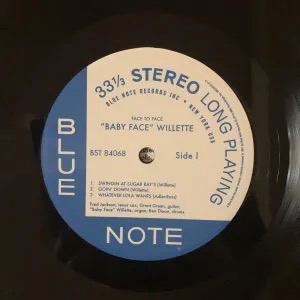 33 1/3 STEREO LONG PLAYING
BLUE NOTE RECORDS INC • NEW YORK USA
FACE TO FACE
"BABY FACE" WILLETTE
BST 84068
Side 1
1- SWINGIN' AT SUGAR RAY'S (Willette)
2- GOIN' DOWN (Willette)
3- WHATEVER LOLA WANTS (Adler-Ross)
Fred Jackson, tenor sax; Grant Green, guitar;
"Baby Face" Willette, organ; Ben Dixon, drums.
BLUE
NOTE